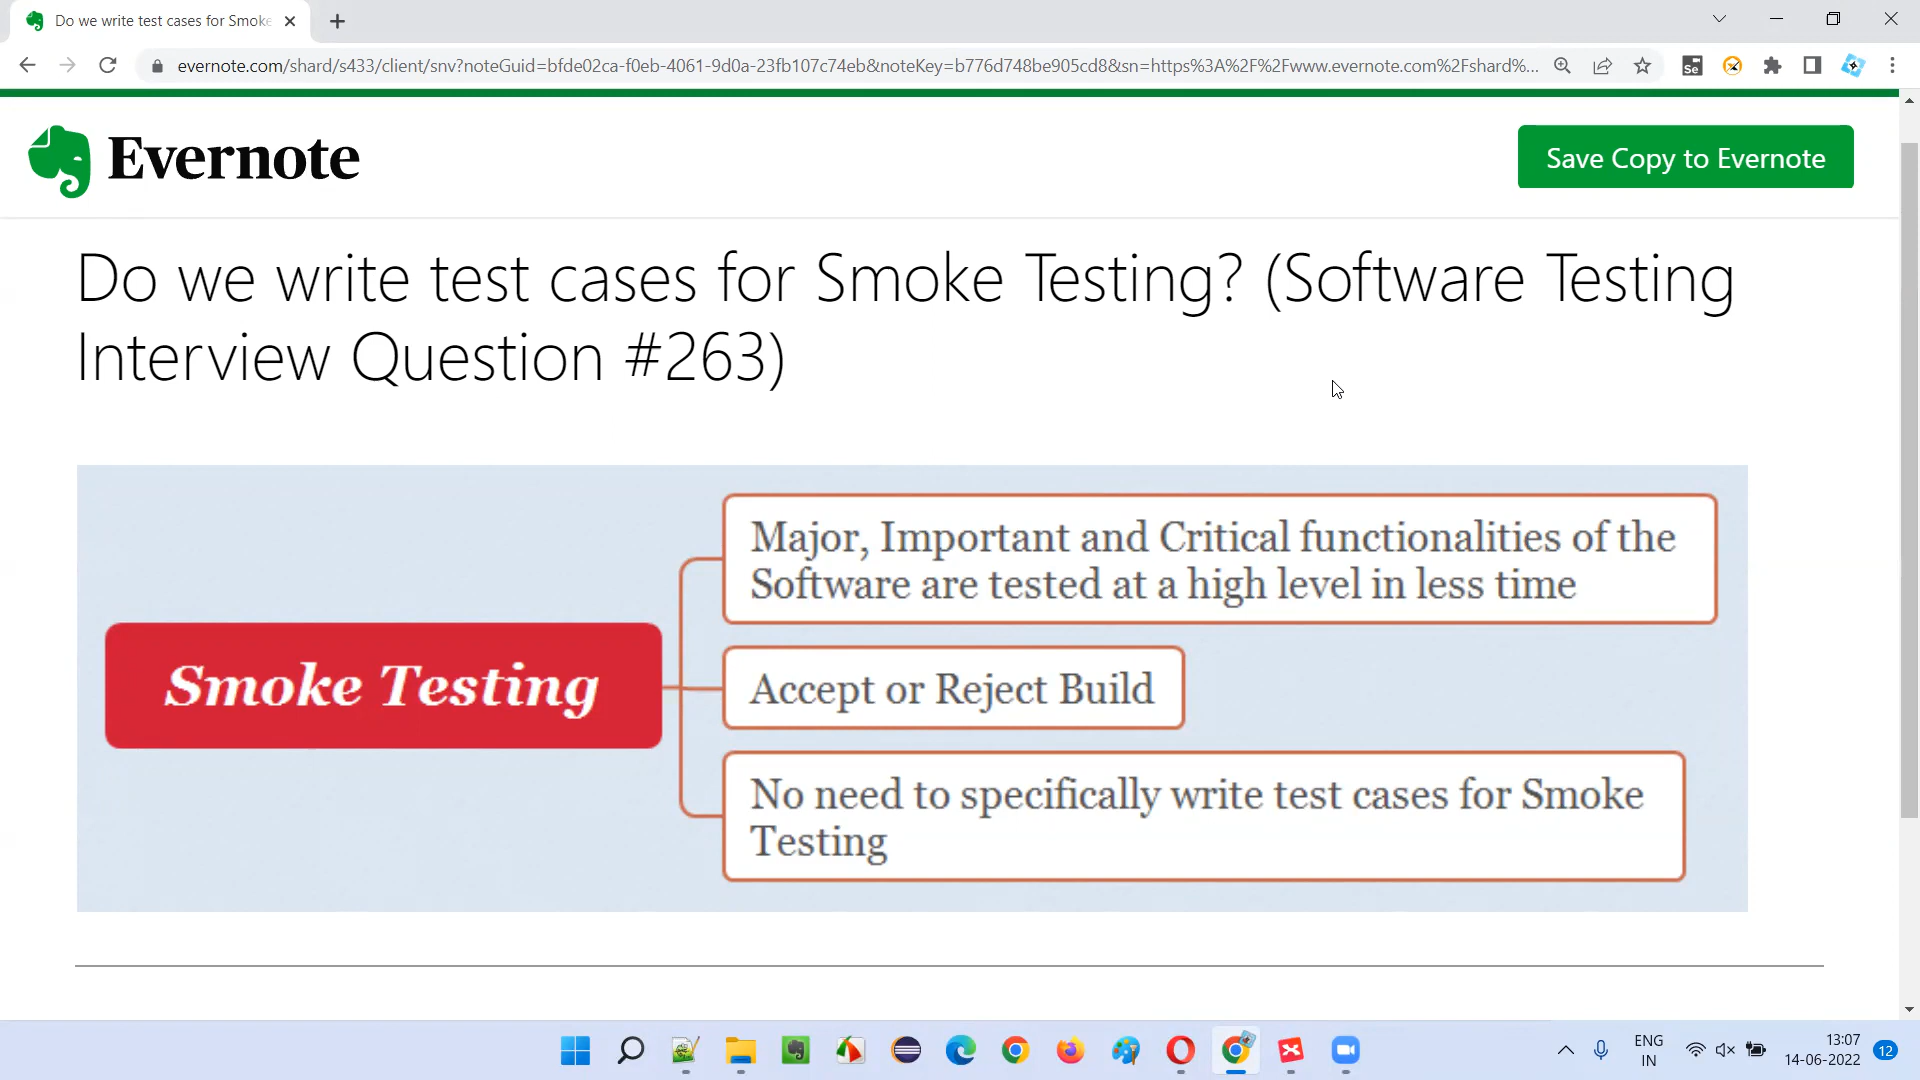 Do we write test cases for Smoke
evernote.com/shard/s433/client/snv?noteGuid=bfde02ca-f0eb-4061-9d0a-23fb107c74eb&noteKey=b776d748be905cd8&sn=https%3A%2F%2Fwww.evernote.com%2Fshard%...
Se
Evernote
Save Copy to Evernote
Do we write test cases for Smoke Testing? (Software Testing
Interview Question #263)
Major, Important and Critical functionalities of the
Software are tested at a high level in less time
Smoke Testing
Accept or Reject Build
No need to specifically write test cases for Smoke
Testing
ENG
IN
13:07
14-06-2022
12